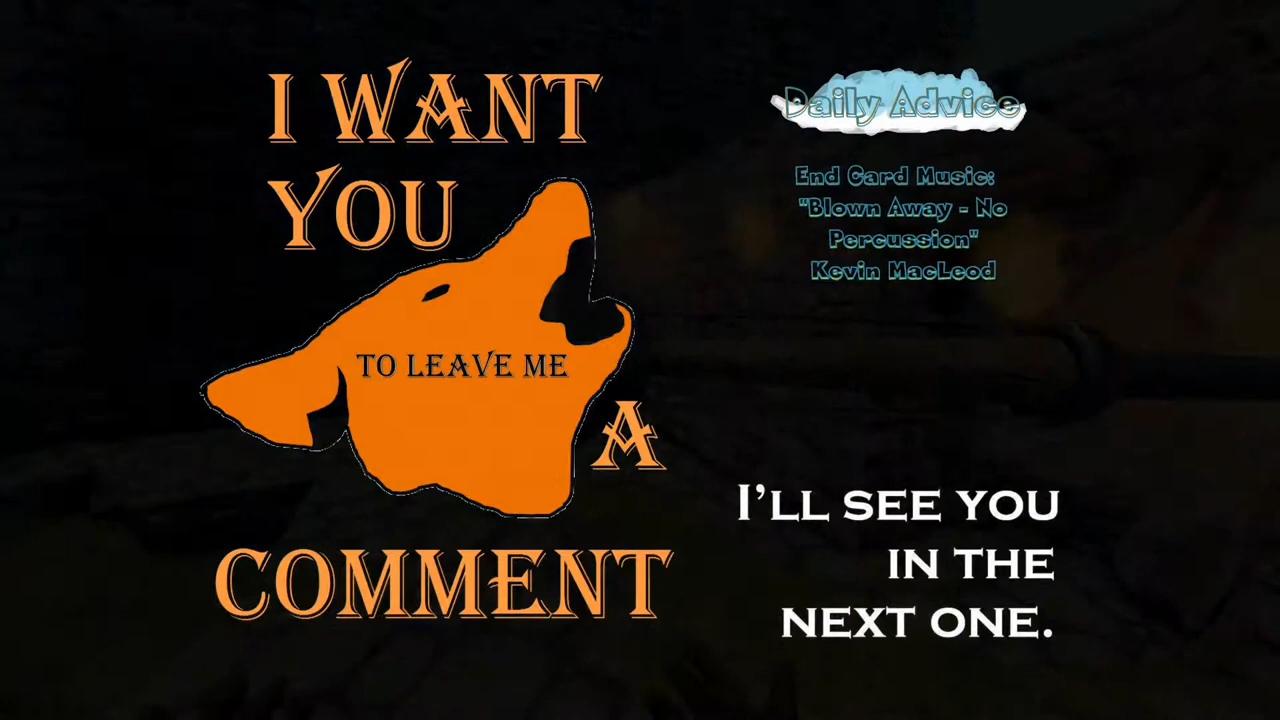 I WANT
YOU
TO LEAVE ME
A
COMMENT
Daily Advice
End Card Music:
"Blown Away - No
Percussion"
Kevin MacLeod
I'LL SEE YOU
IN THE
NEXT ONE.